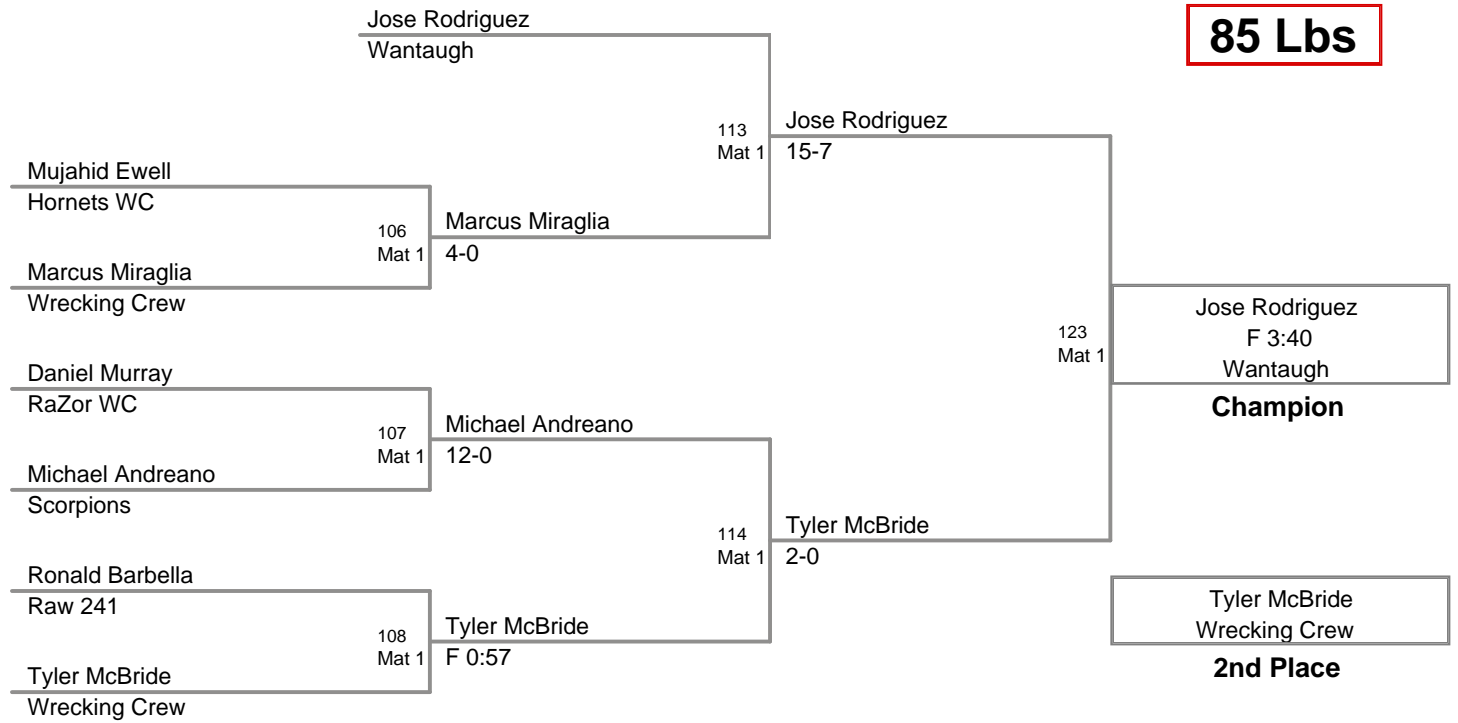 Jose Rodriguez
Wantaugh
85 Lbs
113
Mat 1
Jose Rodriguez
15-7
Mujahid Ewell
Hornets WC
106
Mat 1
Marcus Miraglia
4-0
Marcus Miraglia
Wrecking Crew
123
Mat 1
Jose Rodriguez
F 3:40
Wantaugh
Champion
Daniel Murray
RaZor WC
107
Mat 1
Michael Andreano
12-0
Michael Andreano
Scorpions
114
Mat 1
Tyler McBride
2-0
Ronald Barbella
Raw 241
108
Mat 1
Tyler McBride
F 0:57
Tyler McBride
Wrecking Crew
Tyler McBride
Wrecking Crew
2nd Place